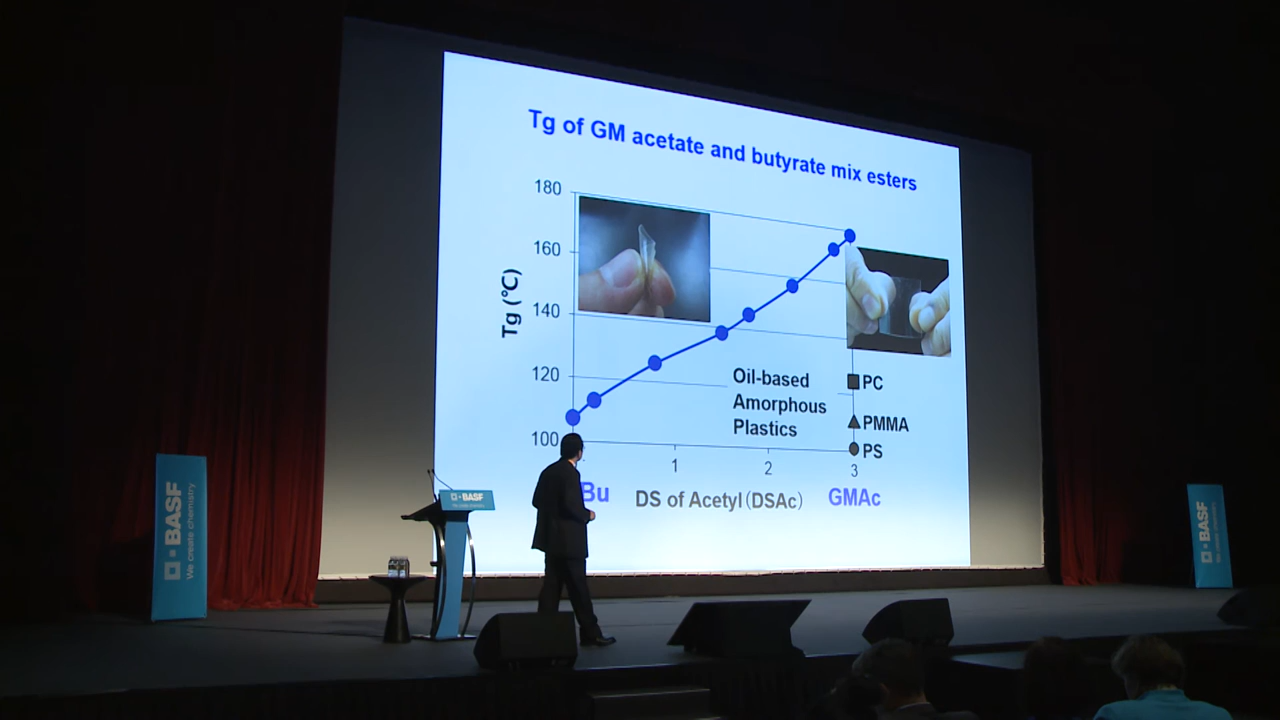 Tg of GM acetate and butyrate mix esters
180
160
140
120
100
Tg (°C)
Oil-based
Amorphous
Plastics
PC
PMMA
PS
1
2
3
Bu
DS of Acetyl (DSAc)
GMAc
BASF
We create chemistry
BASF
We create chemistry
BASF
We create chemistry